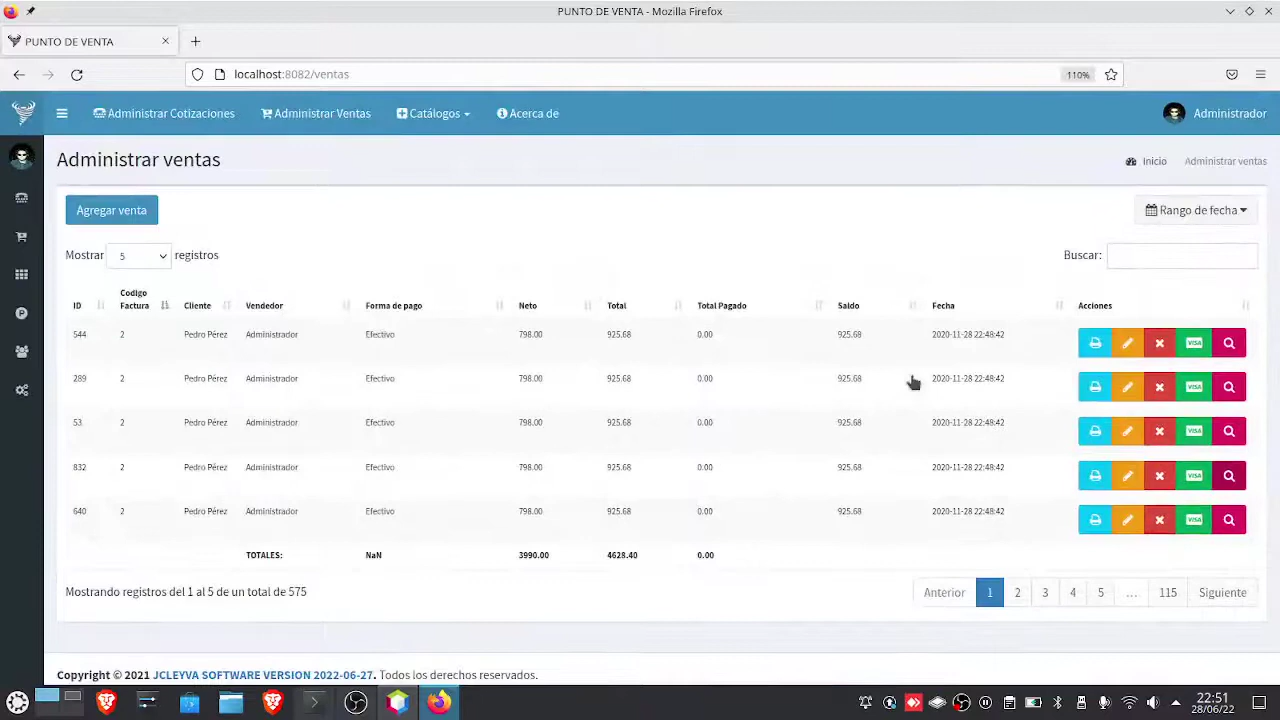 PUNTO DE VENTA - Mozilla Firefox
PUNTO DE VENTA
localhost:8082/ventas
110%
Administrar Cotizaciones Administrar Ventas Catálogos Acerca de Administrador
Administrar ventas
Inicio Administrar ventas
Agregar venta
Rango de fecha
Mostrar 5 registros
Buscar:
ID Codigo Factura Cliente Vendedor Forma de pago Neto Total Total Pagado Saldo Fecha Acciones
544 2 Pedro Pérez Administrador Efectivo 798.00 925.68 0.00 925.68 2020-11-28 22:48:42 VISA
289 2 Pedro Pérez Administrador Efectivo 798.00 925.68 0.00 925.68 2020-11-28 22:48:42 VISA
53 2 Pedro Pérez Administrador Efectivo 798.00 925.68 0.00 925.68 2020-11-28 22:48:42 VISA
832 2 Pedro Pérez Administrador Efectivo 798.00 925.68 0.00 925.68 2020-11-28 22:48:42 VISA
640 2 Pedro Pérez Administrador Efectivo 798.00 925.68 0.00 925.68 2020-11-28 22:48:42 VISA
TOTALES: NaN 3990.00 4628.40 0.00
Mostrando registros del 1 al 5 de un total de 575
Anterior 1 2 3 4 5 ... 115 Siguiente
Copyright © 2021 JCLEYVA SOFTWARE VERSION 2022-06-27. Todos los derechos reservados.
22:51
28/06/22